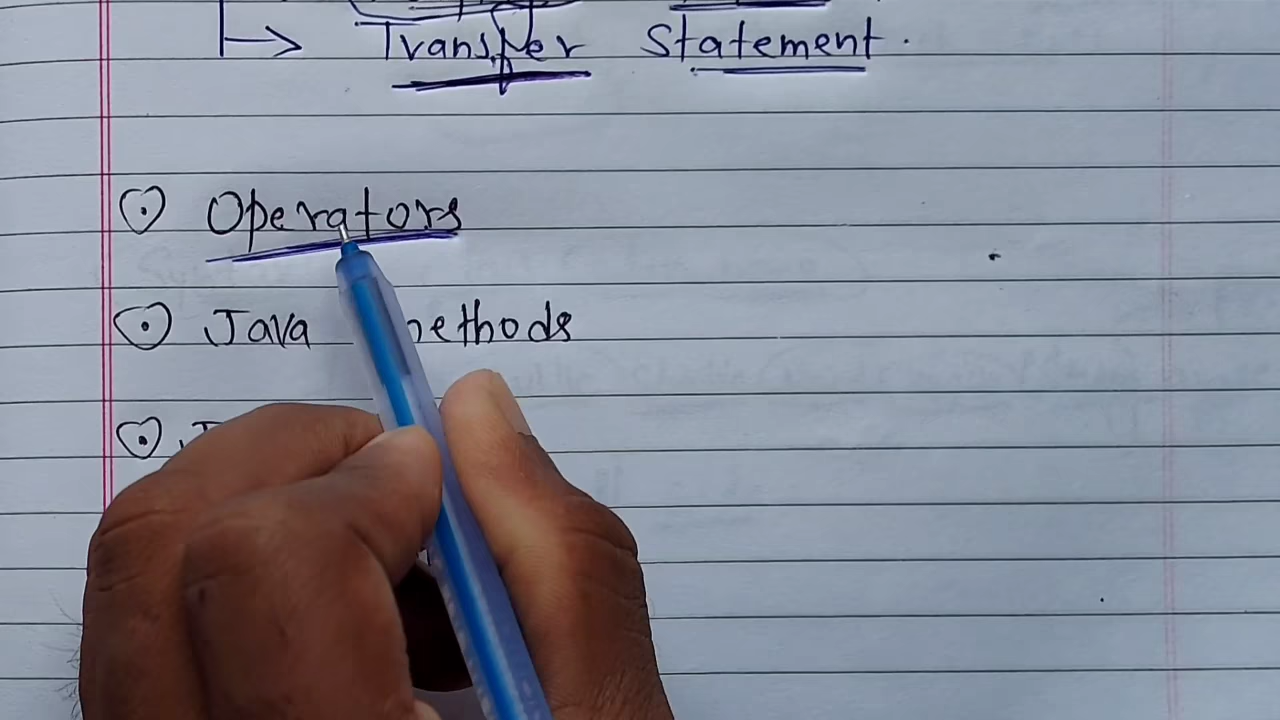 Transfer Statement.
Operators
Java methods